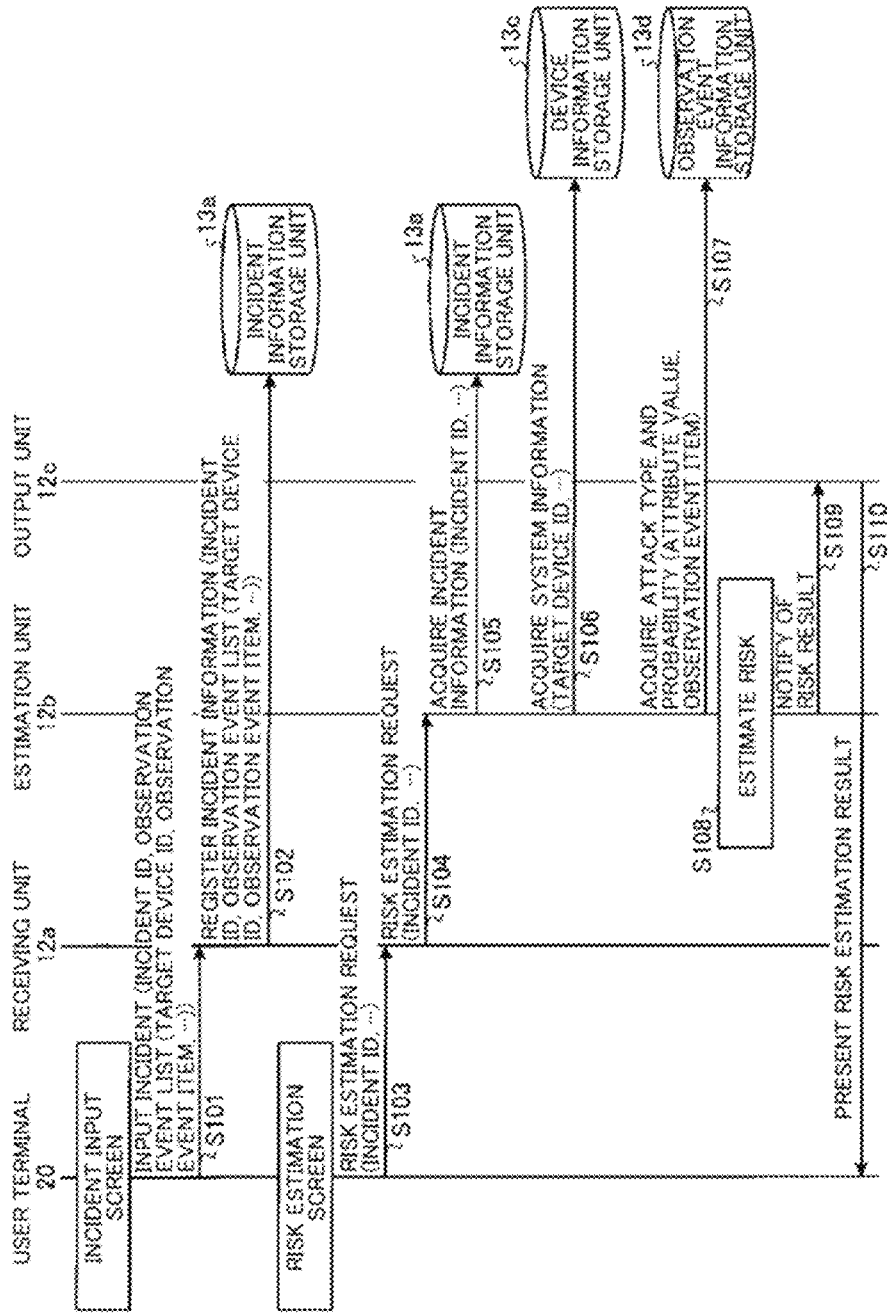 USER TERMINAL
20
RECEIVING UNIT
12a
ESTIMATION UNIT
12b
OUTPUT UNIT
12c
INCIDENT INPUT
SCREEN
INPUT INCIDENT (INCIDENT ID, OBSERVATION
EVENT LIST (TARGET DEVICE ID, OBSERVATION
EVENT ITEM, ...))
S101
REGISTER INCIDENT INFORMATION (INCIDENT
ID, OBSERVATION EVENT LIST (TARGET DEVICE
ID, OBSERVATION EVENT ITEM, ...))
S102
13a
INCIDENT
INFORMATION
STORAGE UNIT
RISK ESTIMATION
SCREEN
RISK ESTIMATION REQUEST
(INCIDENT ID, ...)
S103
RISK ESTIMATION REQUEST
(INCIDENT ID, ...)
S104
ACQUIRE INCIDENT
INFORMATION (INCIDENT ID, ...)
S105
13a
INCIDENT
INFORMATION
STORAGE UNIT
ACQUIRE SYSTEM INFORMATION
(TARGET DEVICE ID, ...)
S106
13c
DEVICE
INFORMATION
STORAGE UNIT
ACQUIRE ATTACK TYPE AND
PROBABILITY (ATTRIBUTE VALUE,
OBSERVATION EVENT ITEM)
S107
13d
OBSERVATION
EVENT
INFORMATION
STORAGE UNIT
S108
ESTIMATE RISK
NOTIFY OF
RISK RESULT
S109
PRESENT RISK ESTIMATION RESULT
S110